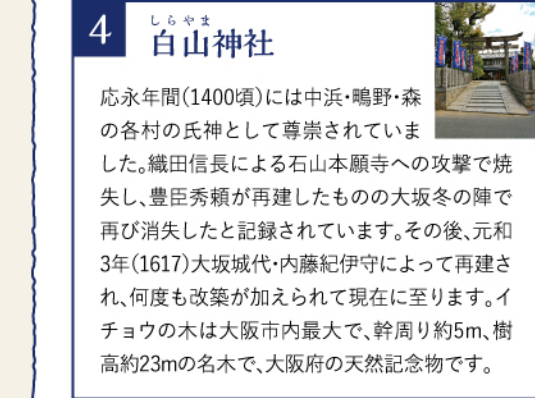 4
しらやま
白山神社
応永年間(1400頃)には中浜・鴫野・森
の各村の氏神として尊崇されていま
した。織田信長による石山本願寺への攻撃で焼
失し、豊臣秀頼が再建したものの大坂冬の陣で
再び消失したと記録されています。その後、元和
3年(1617)大坂城代・内藤紀伊守によって再建さ
れ、何度も改築が加えられて現在に至ります。イ
チョウの木は大阪市内最大で、幹周り約5m、樹
高約23mの名木で、大阪府の天然記念物です。